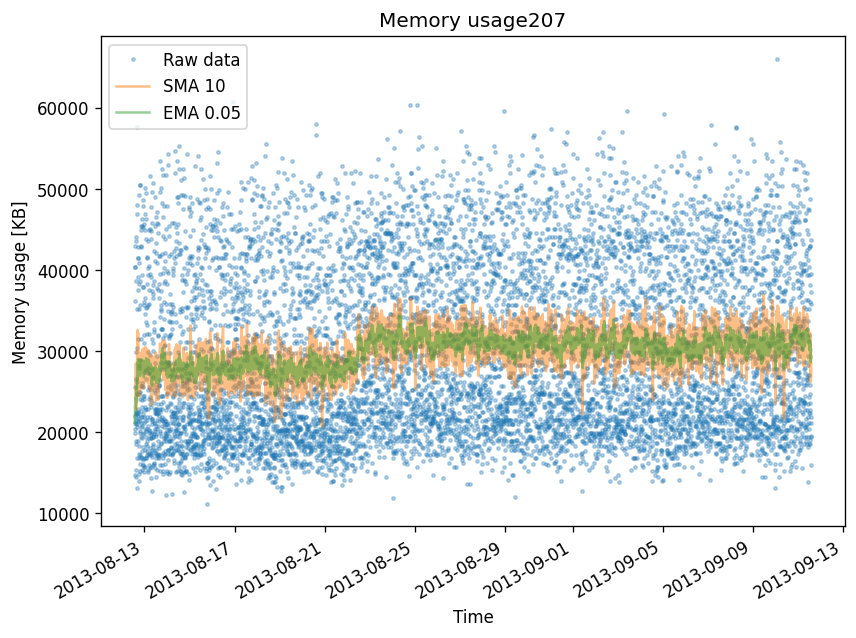 Memory usage207
Raw data
SMA 10
EMA 0.05
Memory usage [KB]
60000
50000
40000
30000
20000
10000
2013-08-13
2013-08-17
2013-08-21
2013-08-25
2013-08-29
2013-09-01
2013-09-05
2013-09-09
2013-09-13
Time